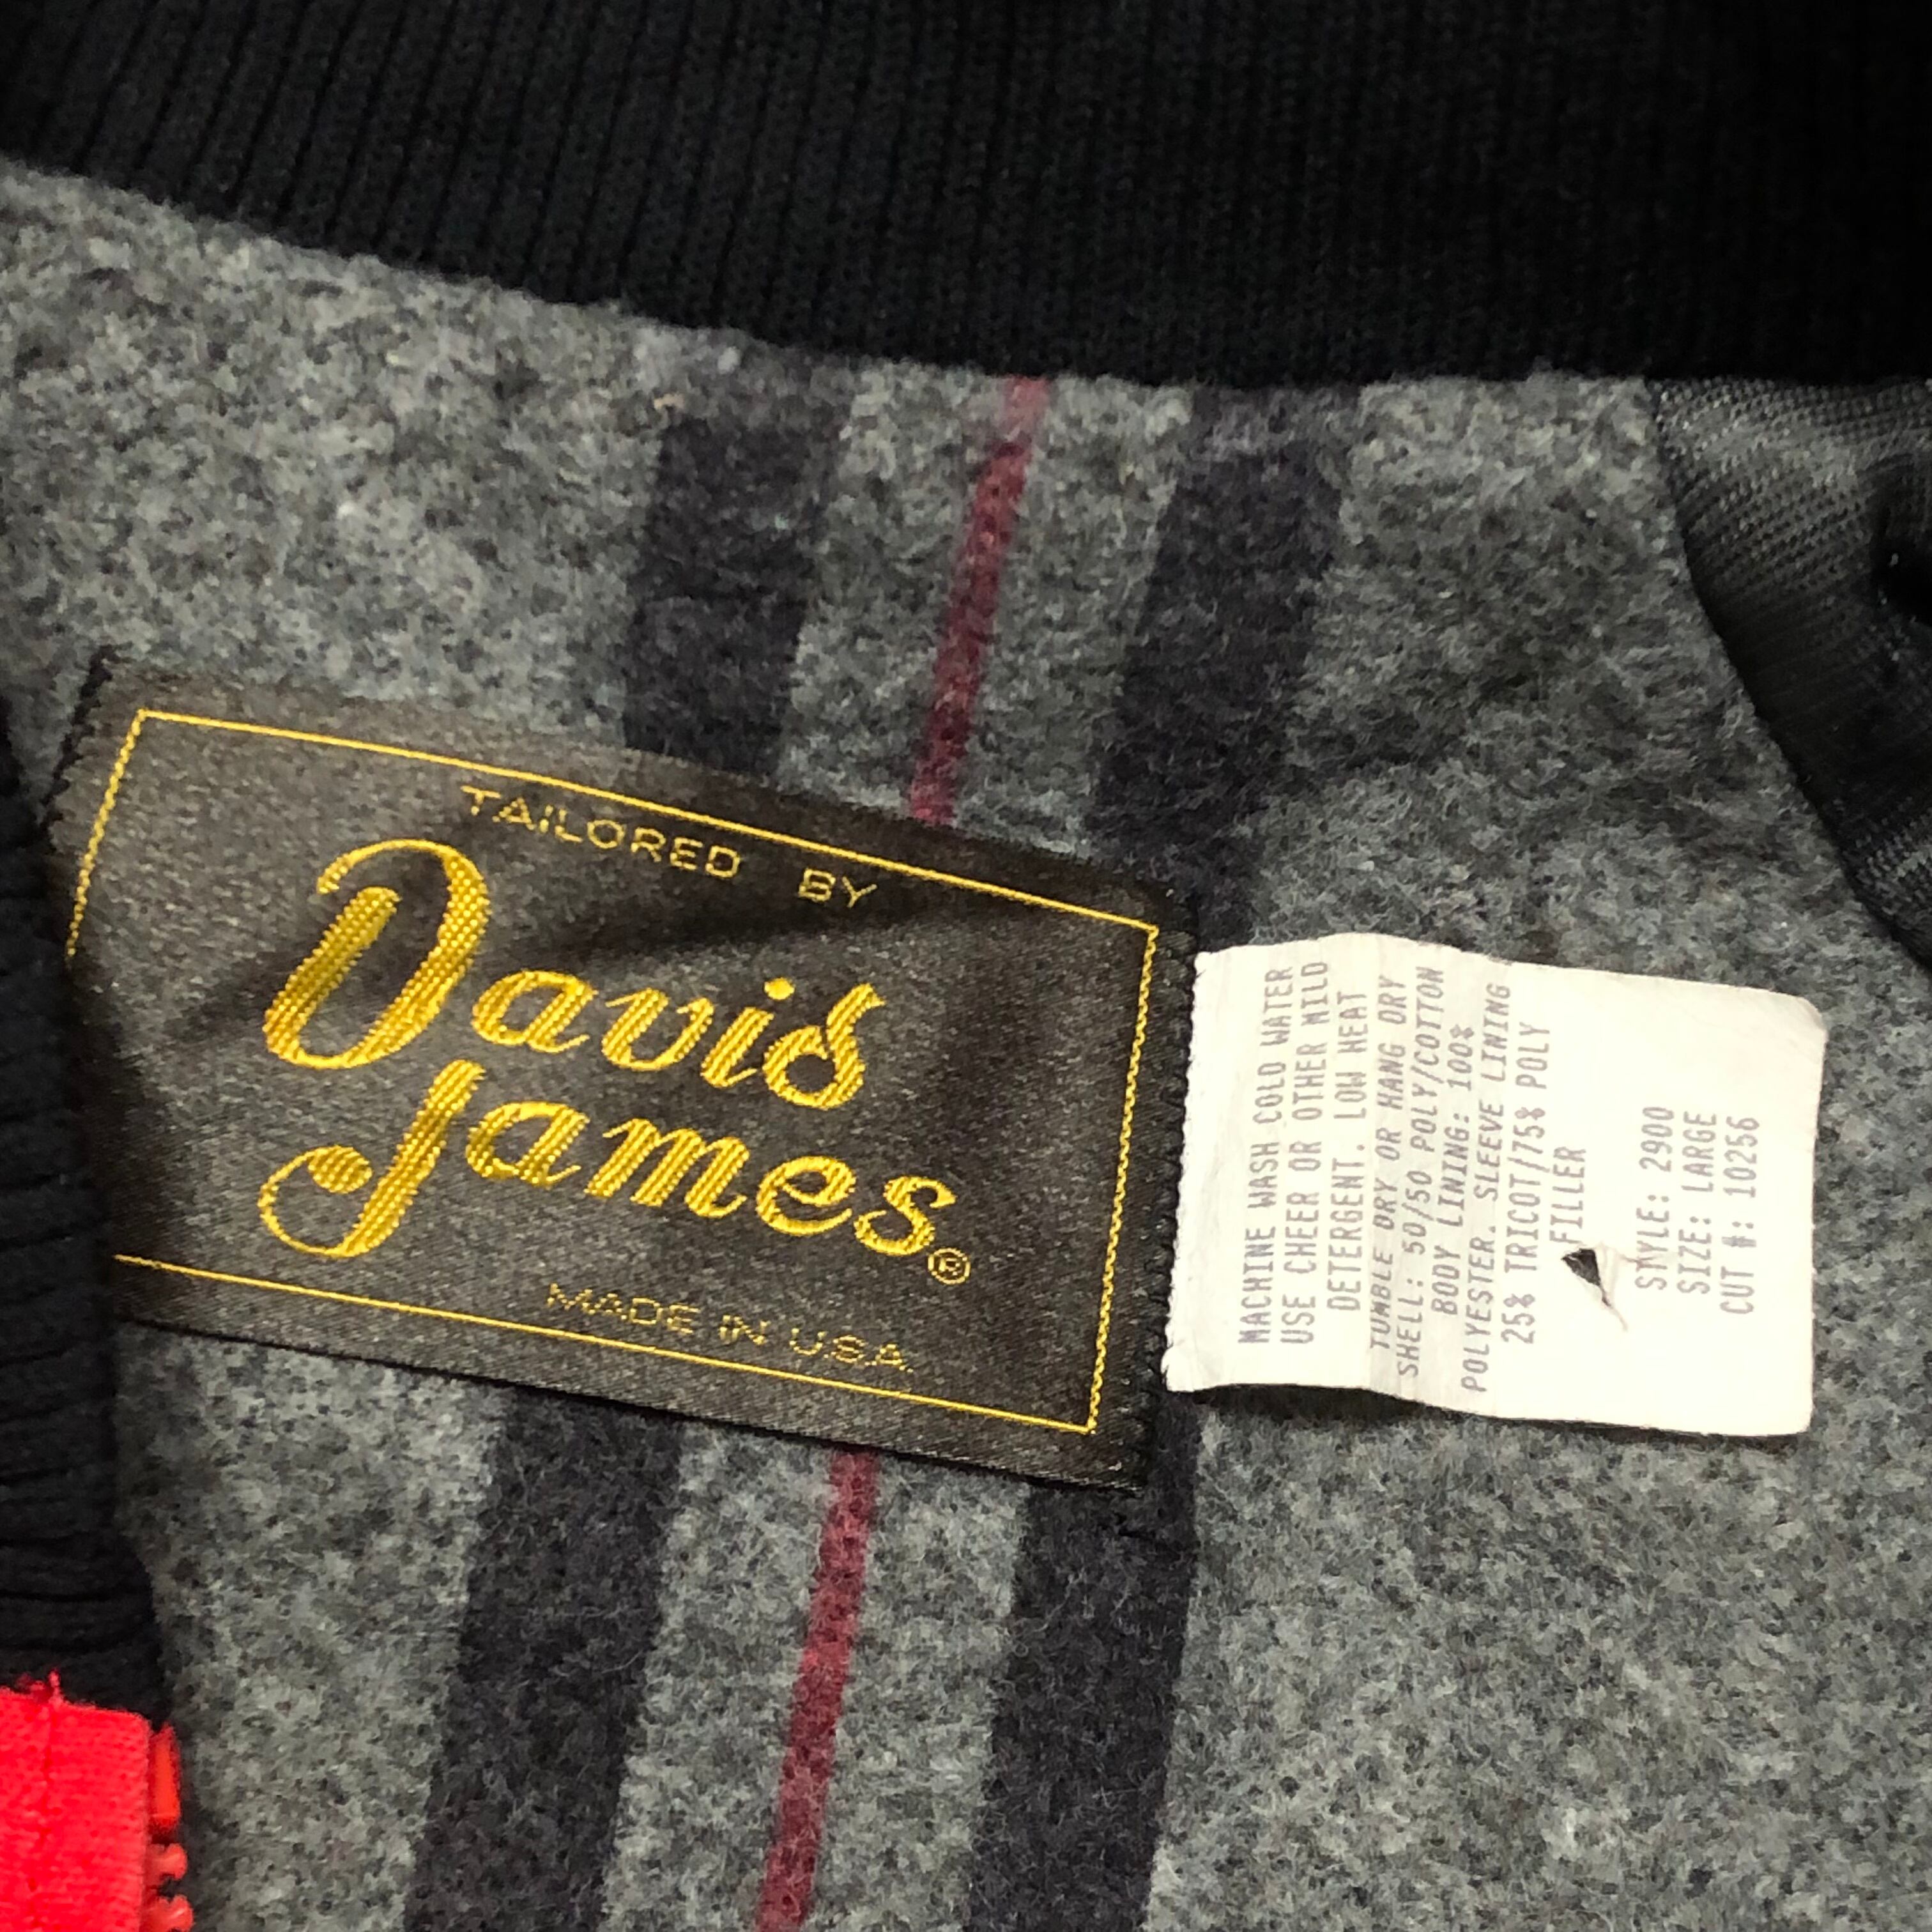 TAILORED BY
David
James®
MADE IN U.S.A.
MACHINE WASH COLD WATER
USE CHEER OR OTHER MILD
DETERGENT. LOW HEAT
TUMBLE DRY OR HANG DRY
SHELL: 50/50 POLY/COTTON
BODY LINING: 100%
POLYESTER. SLEEVE LINING
25% TRICOT/75% POLY
FILLER
STYLE: 2900
SIZE: LARGE
CUT #: 10256